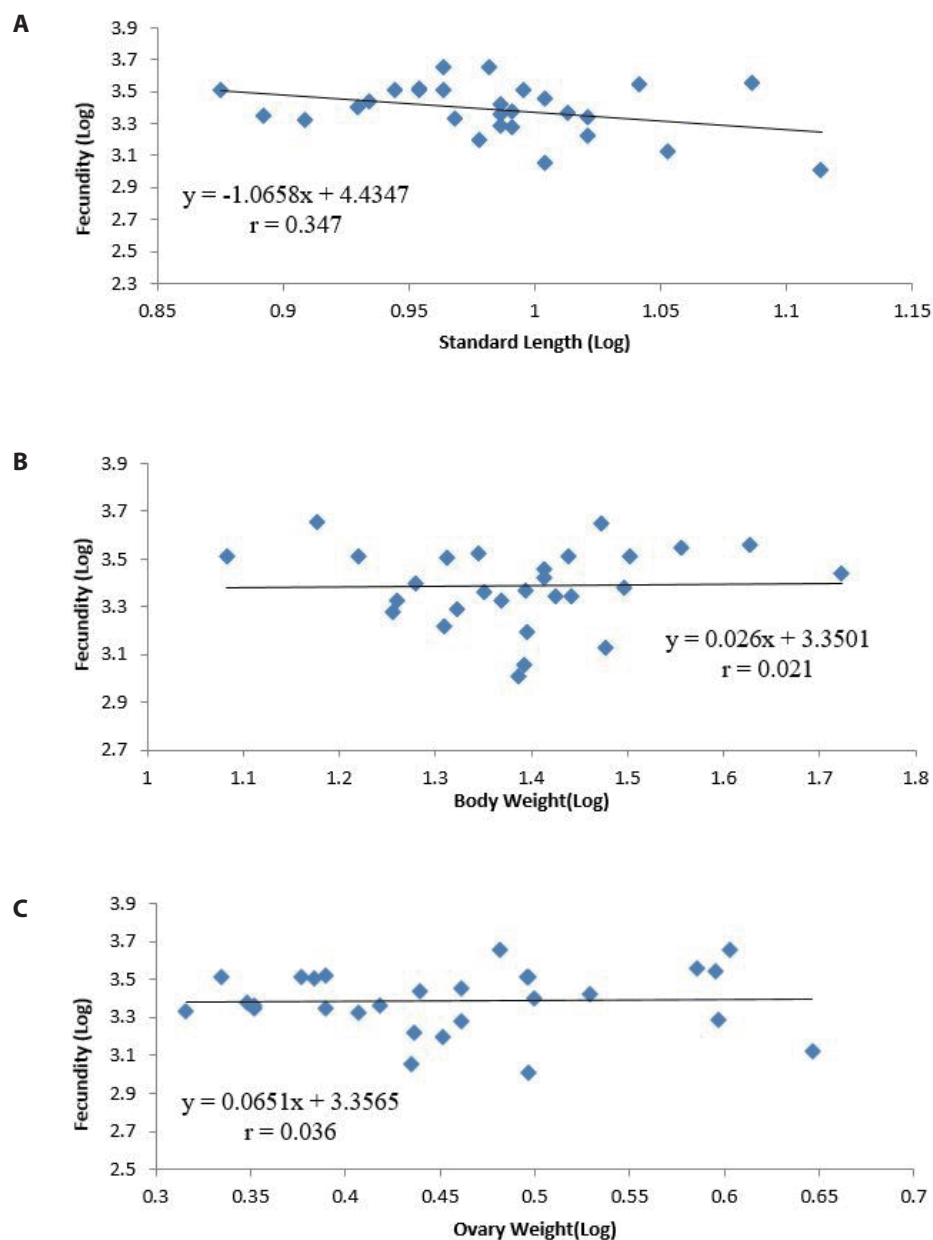 A
3.9
3.7
3.5
3.3
3.1
2.9
2.7
2.5
2.3
Fecundity (Log)
y = -1.0658x + 4.4347
r = 0.347
0.85 0.9 0.95 1 1.05 1.1 1.15
Standard Length (Log)
B
3.9
3.7
3.5
3.3
3.1
2.9
2.7
Fecundity (Log)
y = 0.026x + 3.3501
r = 0.021
1 1.1 1.2 1.3 1.4 1.5 1.6 1.7 1.8
Body Weight(Log)
C
3.9
3.7
3.5
3.3
3.1
2.9
2.7
2.5
Fecundity (Log)
y = 0.0651x + 3.3565
r = 0.036
0.3 0.35 0.4 0.45 0.5 0.55 0.6 0.65 0.7
Ovary Weight(Log)